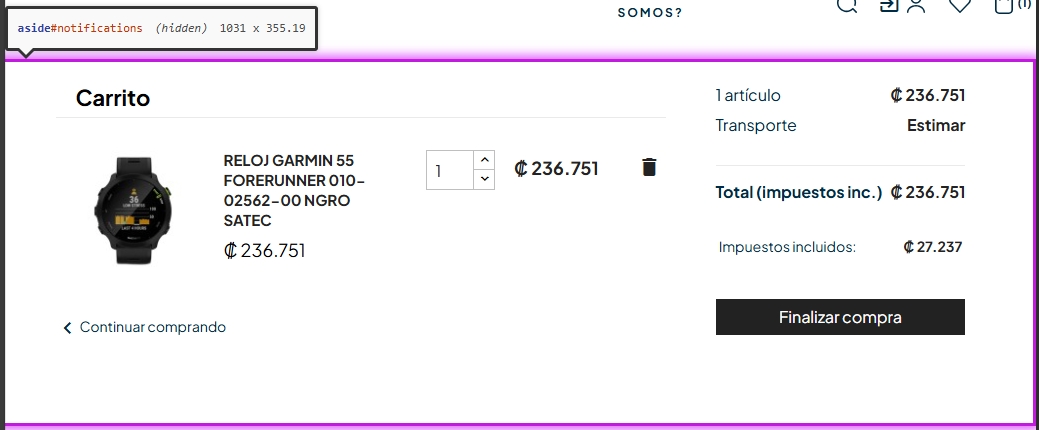 SOMOS?
(1)
aside#notifications (hidden) 1031 x 355.19
Carrito
1 artículo ₡ 236.751
Transporte Estimar
RELOJ GARMIN 55
FORERUNNER 010-
02562-00 NGRO
SATEC
₡ 236.751
1
₡ 236.751
36
Total (impuestos inc.) ₡ 236.751
Impuestos incluidos: ₡ 27.237
Continuar comprando
Finalizar compra